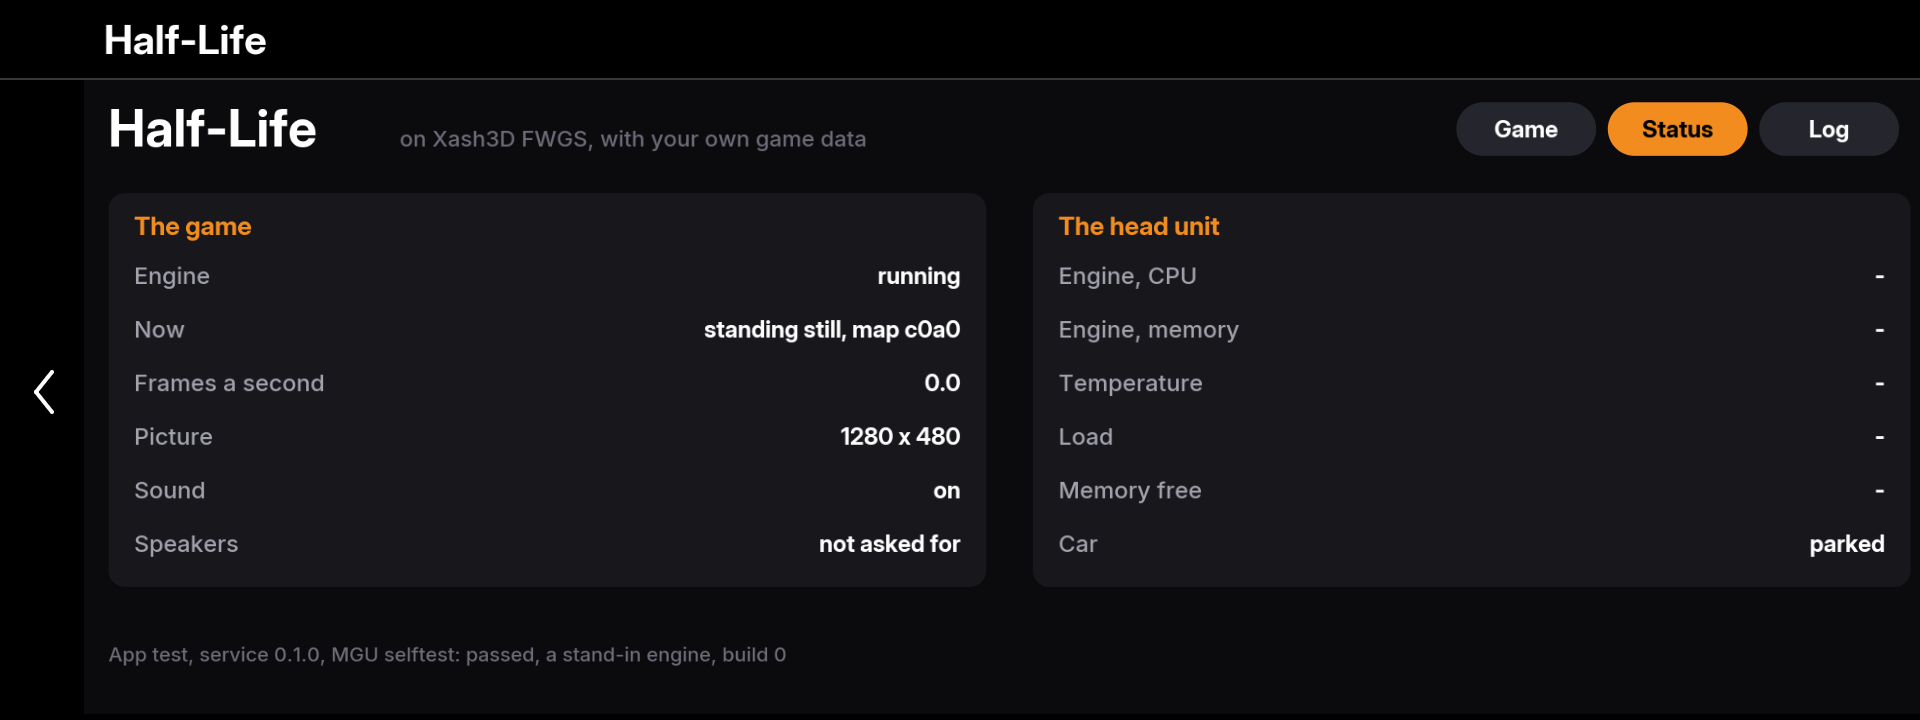 Half-Life
Half-Life
on Xash3D FWGS, with your own game data
Game
Status
Log
The game
Engine running
Now standing still, map c0a0
Frames a second 0.0
Picture 1280 x 480
Sound on
Speakers not asked for
The head unit
Engine, CPU -
Engine, memory -
Temperature -
Load -
Memory free -
Car parked
App test, service 0.1.0, MGU selftest: passed, a stand-in engine, build 0